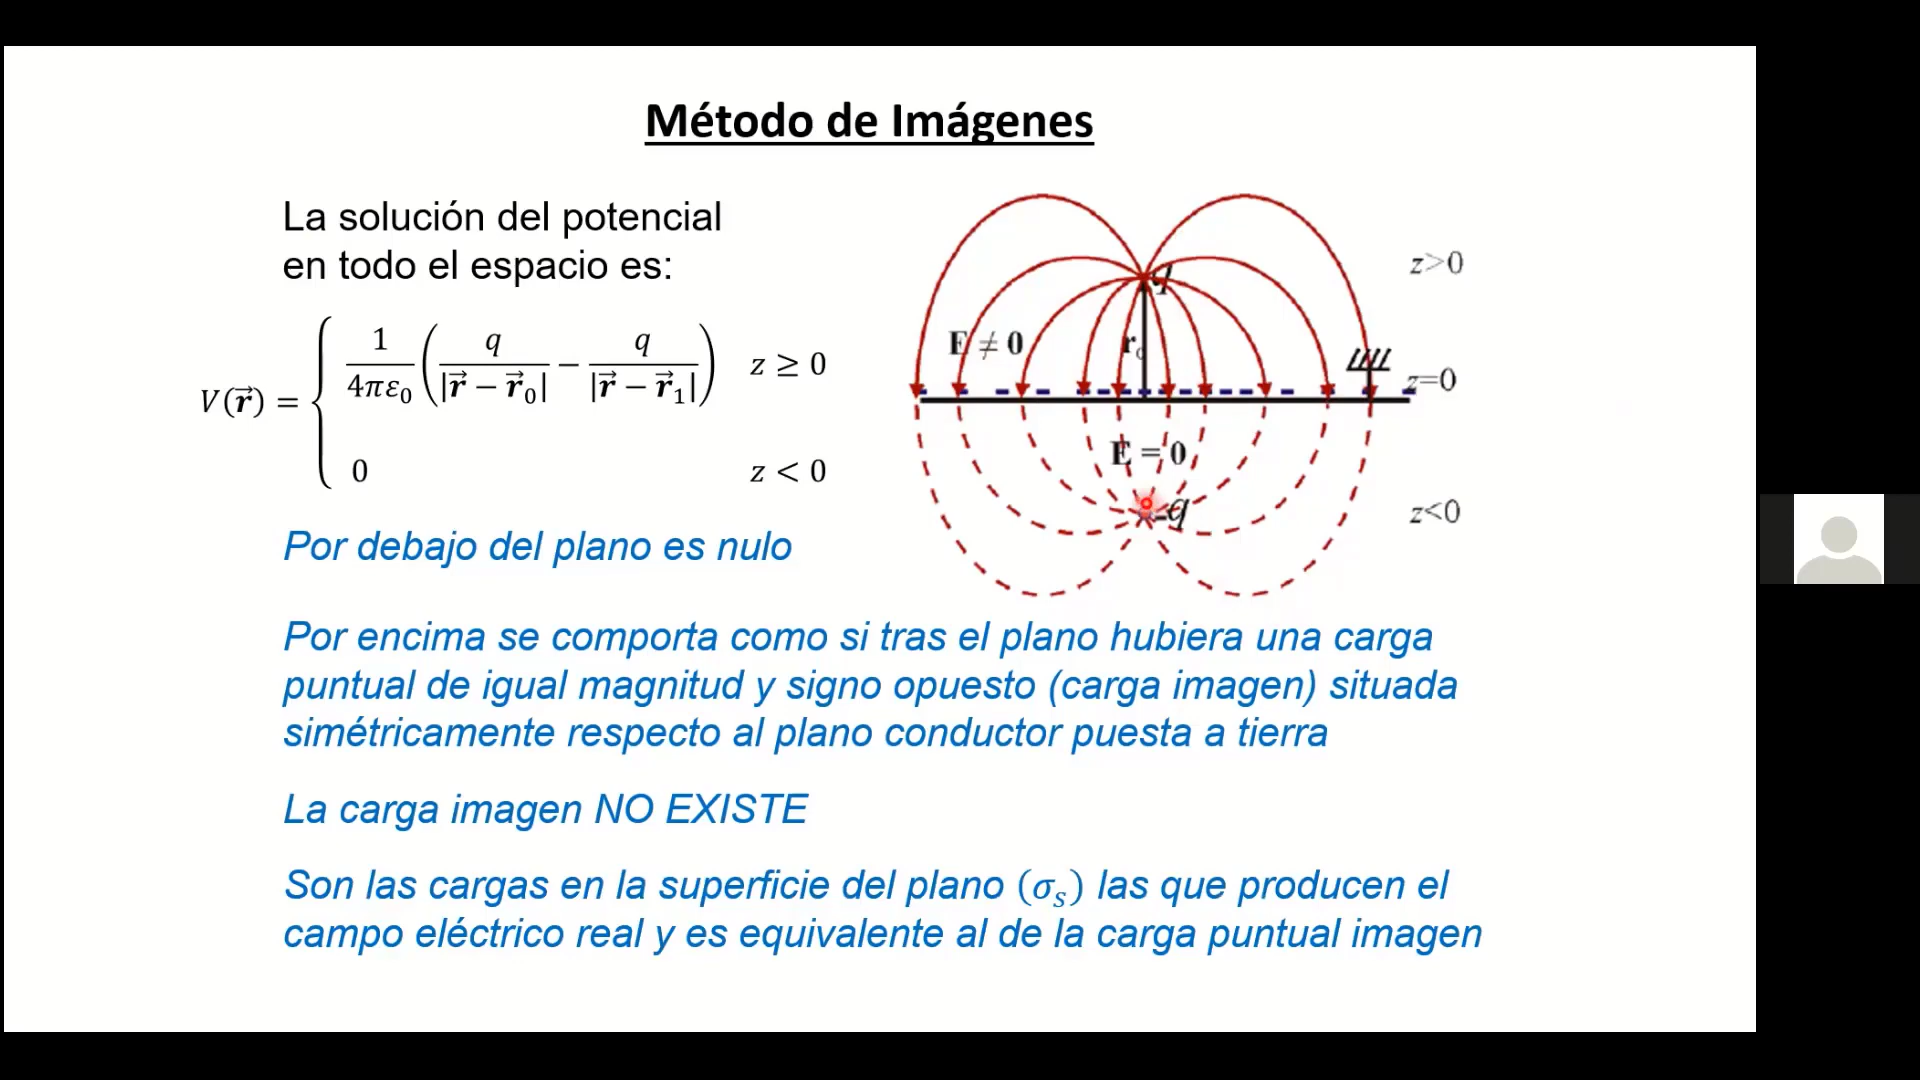 Método de Imágenes
La solución del potencial
en todo el espacio es:
V(r⃗) = { 1/(4πε₀) (q/|r⃗ − r⃗₀| − q/|r⃗ − r⃗₁|) z ≥ 0
0 z < 0
Por debajo del plano es nulo
q
z>0
E ≠ 0
r₀
z=0
E = 0
-q
z<0
Por encima se comporta como si tras el plano hubiera una carga
puntual de igual magnitud y signo opuesto (carga imagen) situada
simétricamente respecto al plano conductor puesta a tierra
La carga imagen NO EXISTE
Son las cargas en la superficie del plano (σₛ) las que producen el
campo eléctrico real y es equivalente al de la carga puntual imagen